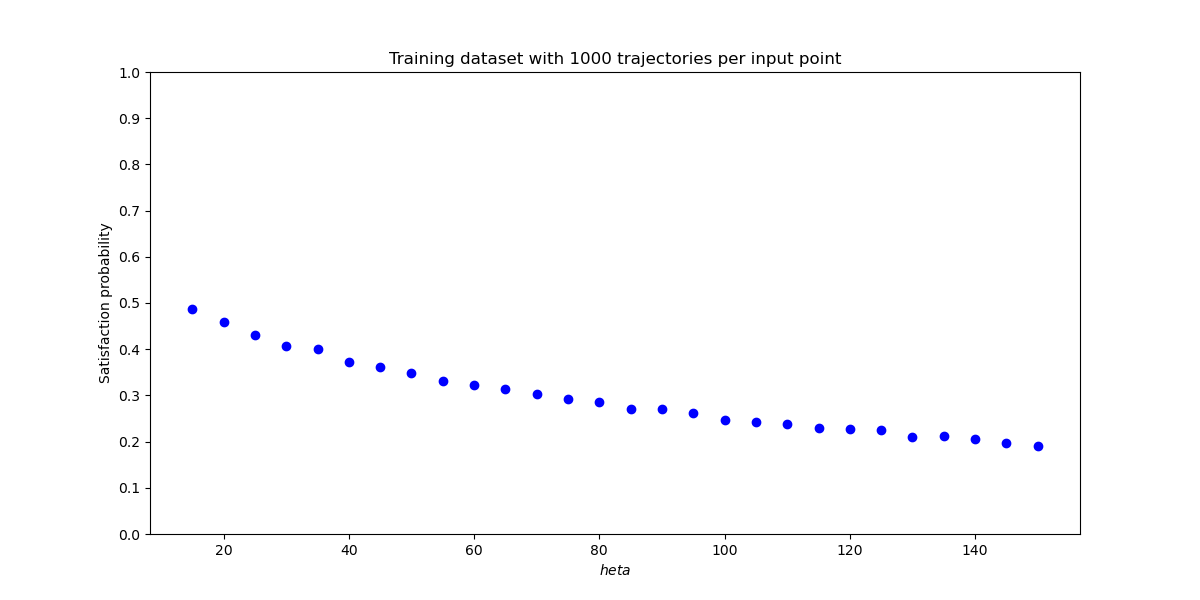 Training dataset with 1000 trajectories per input point
1.0
0.9
0.8
0.7
0.6
0.5
0.4
0.3
0.2
0.1
0.0
Satisfaction probability
20 40 60 80 100 120 140
heta